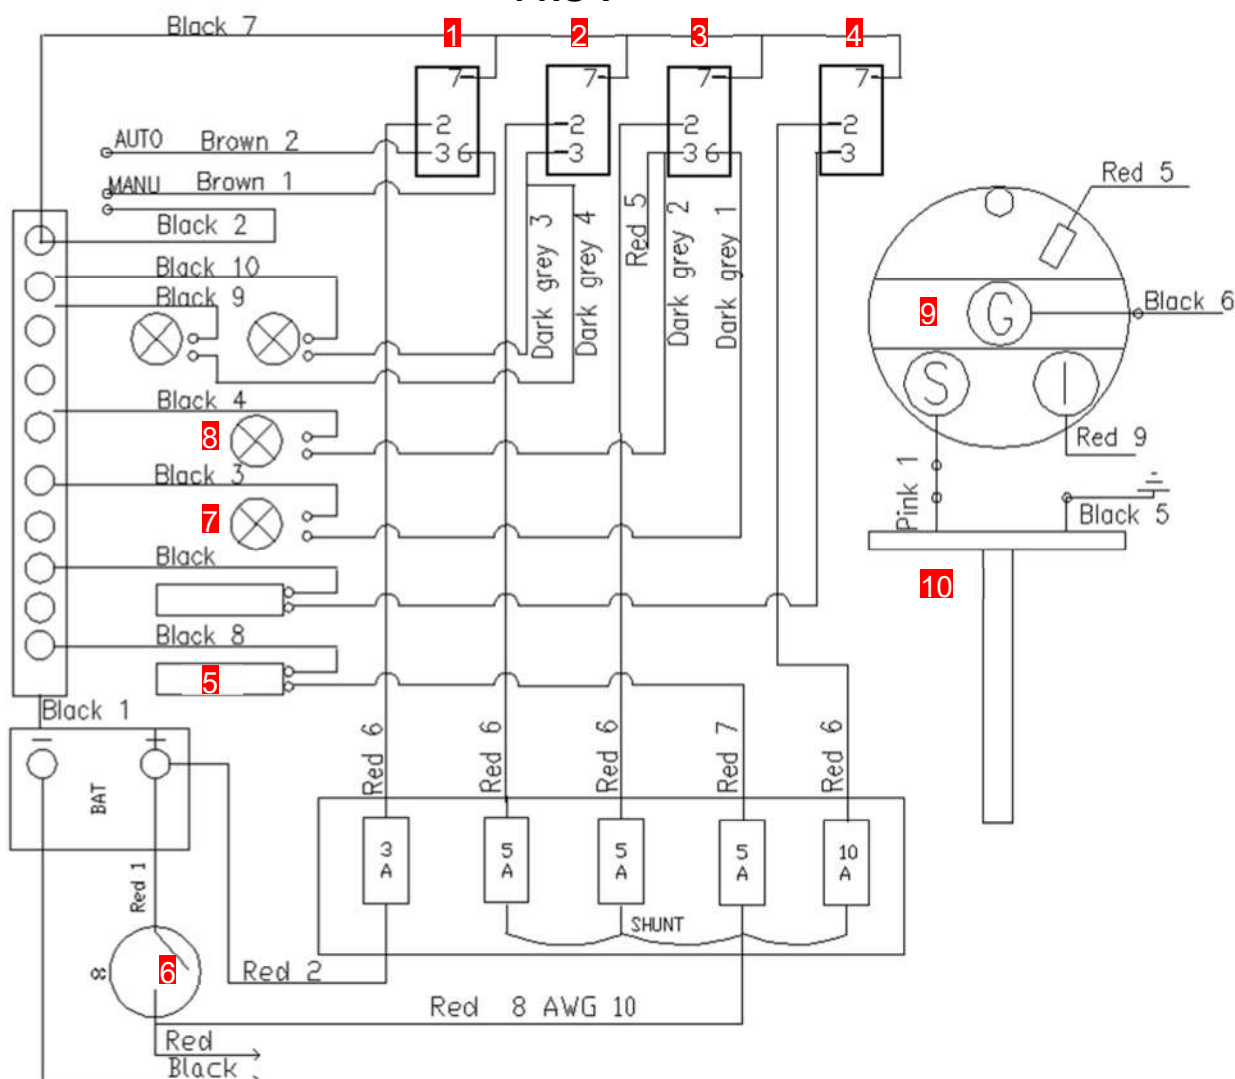 Black 7
1
2
3
4
7
7
7
7
2
2
2
2
AUTO
Brown 2
3 6
3
3 6
3
MANU
Brown 1
Red 5
Black 2
Red 5
Dark grey 3
Dark grey 4
Dark grey 2
Dark grey 1
Black 10
Black 9
9
G
Black 6
S
I
Black 4
8
Red 9
Black 3
7
Pink 1
Black 5
Black
10
Black 8
5
Black 1
Red 6
Red 6
Red 6
Red 7
Red 6
−
+
BAT
3
A
5
A
5
A
5
A
10
A
Red 1
SHUNT
8
6
Red 2
Red 8 AWG 10
Red
Black